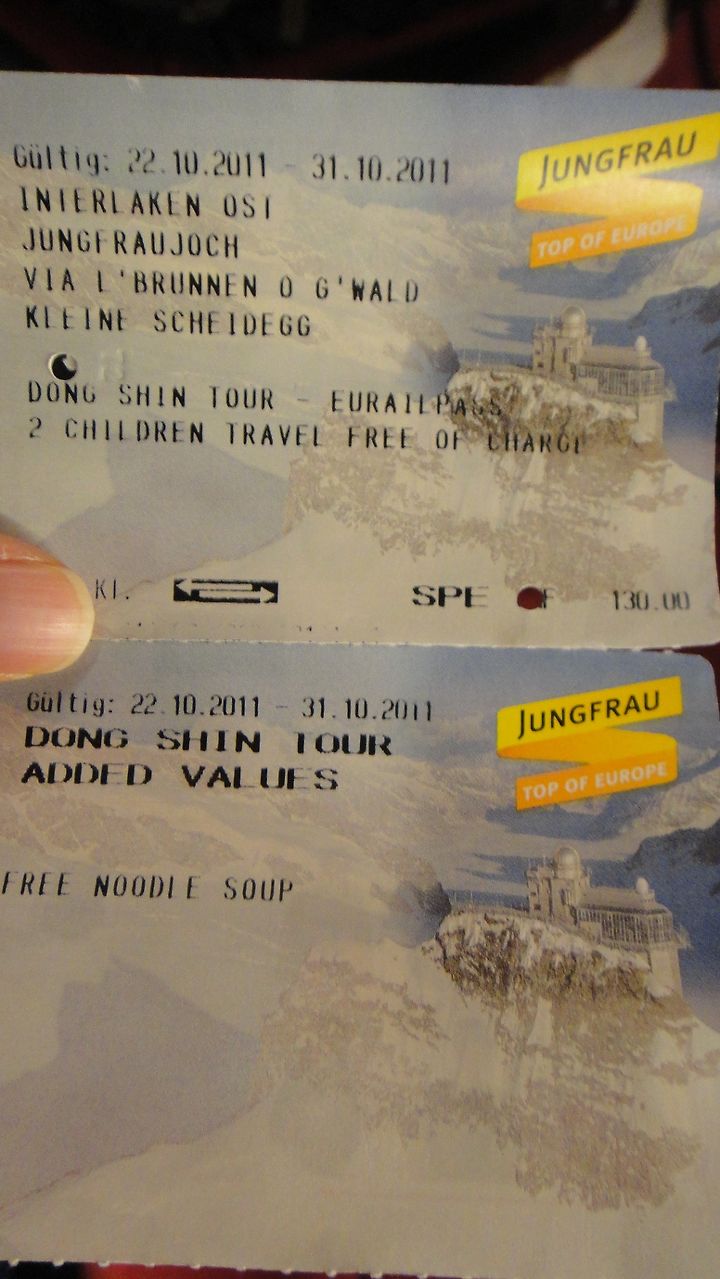 Gültig: 22.10.2011 - 31.10.2011
JUNGFRAU
TOP OF EUROPE
INTERLAKEN OST
JUNGFRAUJOCH
VIA L'BRUNNEN O G'WALD
KLEINE SCHEIDEGG
DONG SHIN TOUR - EURAILPASS
2 CHILDREN TRAVEL FREE OF CHARGE
KL. SPE F 130.00
Gültig: 22.10.2011 - 31.10.2011
JUNGFRAU
TOP OF EUROPE
DONG SHIN TOUR
ADDED VALUES
FREE NOODLE SOUP